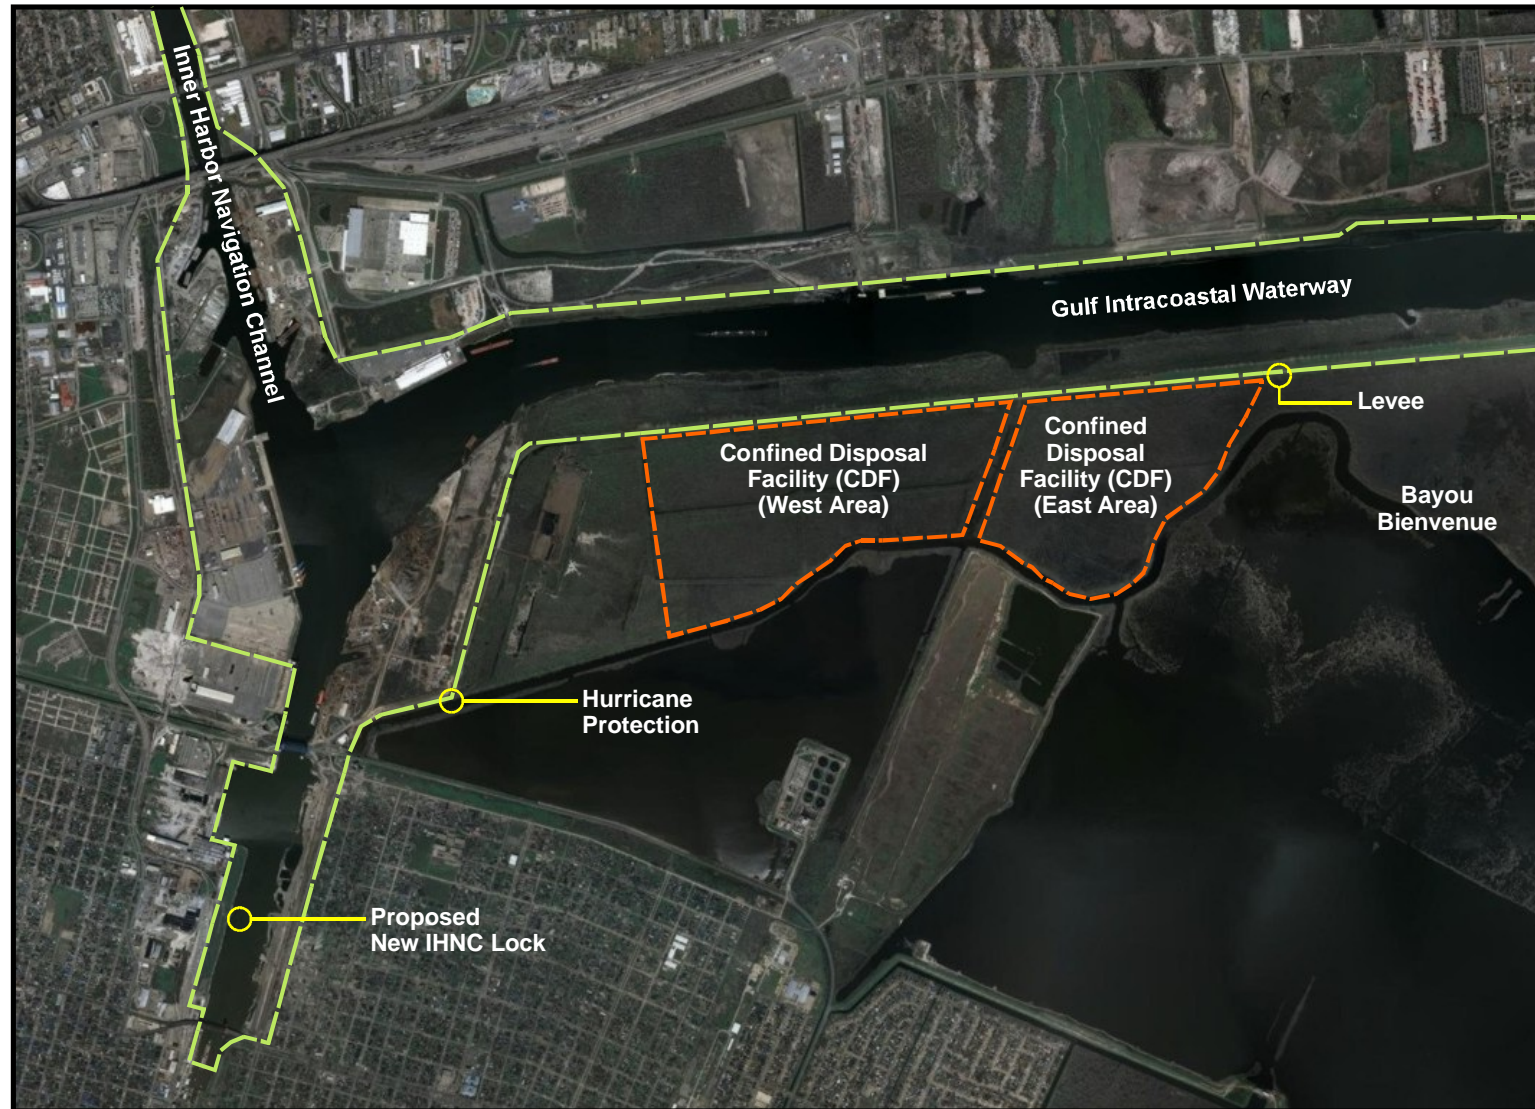 Inner Harbor Navigation Channel
Gulf Intracoastal Waterway
Levee
Confined Disposal
Facility (CDF)
(West Area)
Confined
Disposal
Facility (CDF)
(East Area)
Bayou
Bienvenue
Hurricane
Protection
Proposed
New IHNC Lock